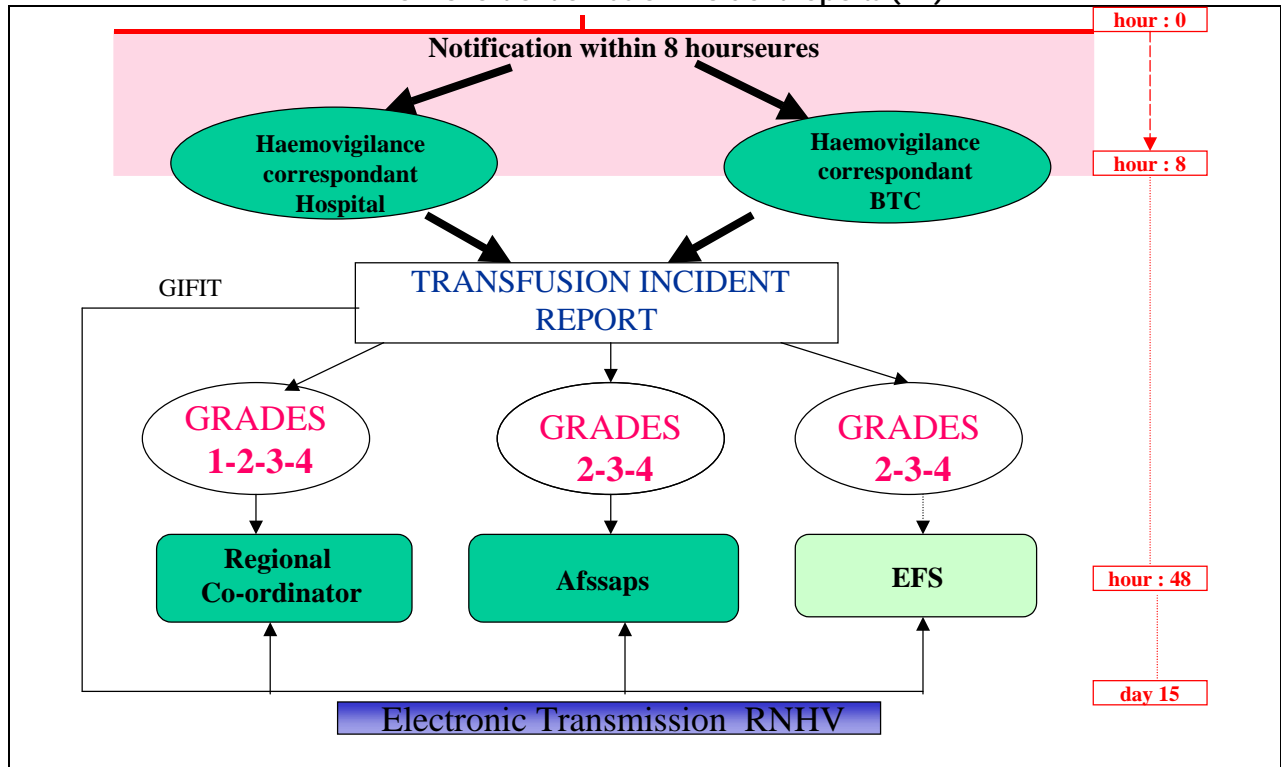 hour : 0
Notification within 8 hourseures
Haemovigilance
correspondant
Hospital
Haemovigilance
correspondant
BTC
hour : 8
GIFIT
TRANSFUSION INCIDENT
REPORT
GRADES
1-2-3-4
GRADES
2-3-4
GRADES
2-3-4
Regional
Co-ordinator
Afssaps
EFS
hour : 48
day 15
Electronic Transmission RNHV